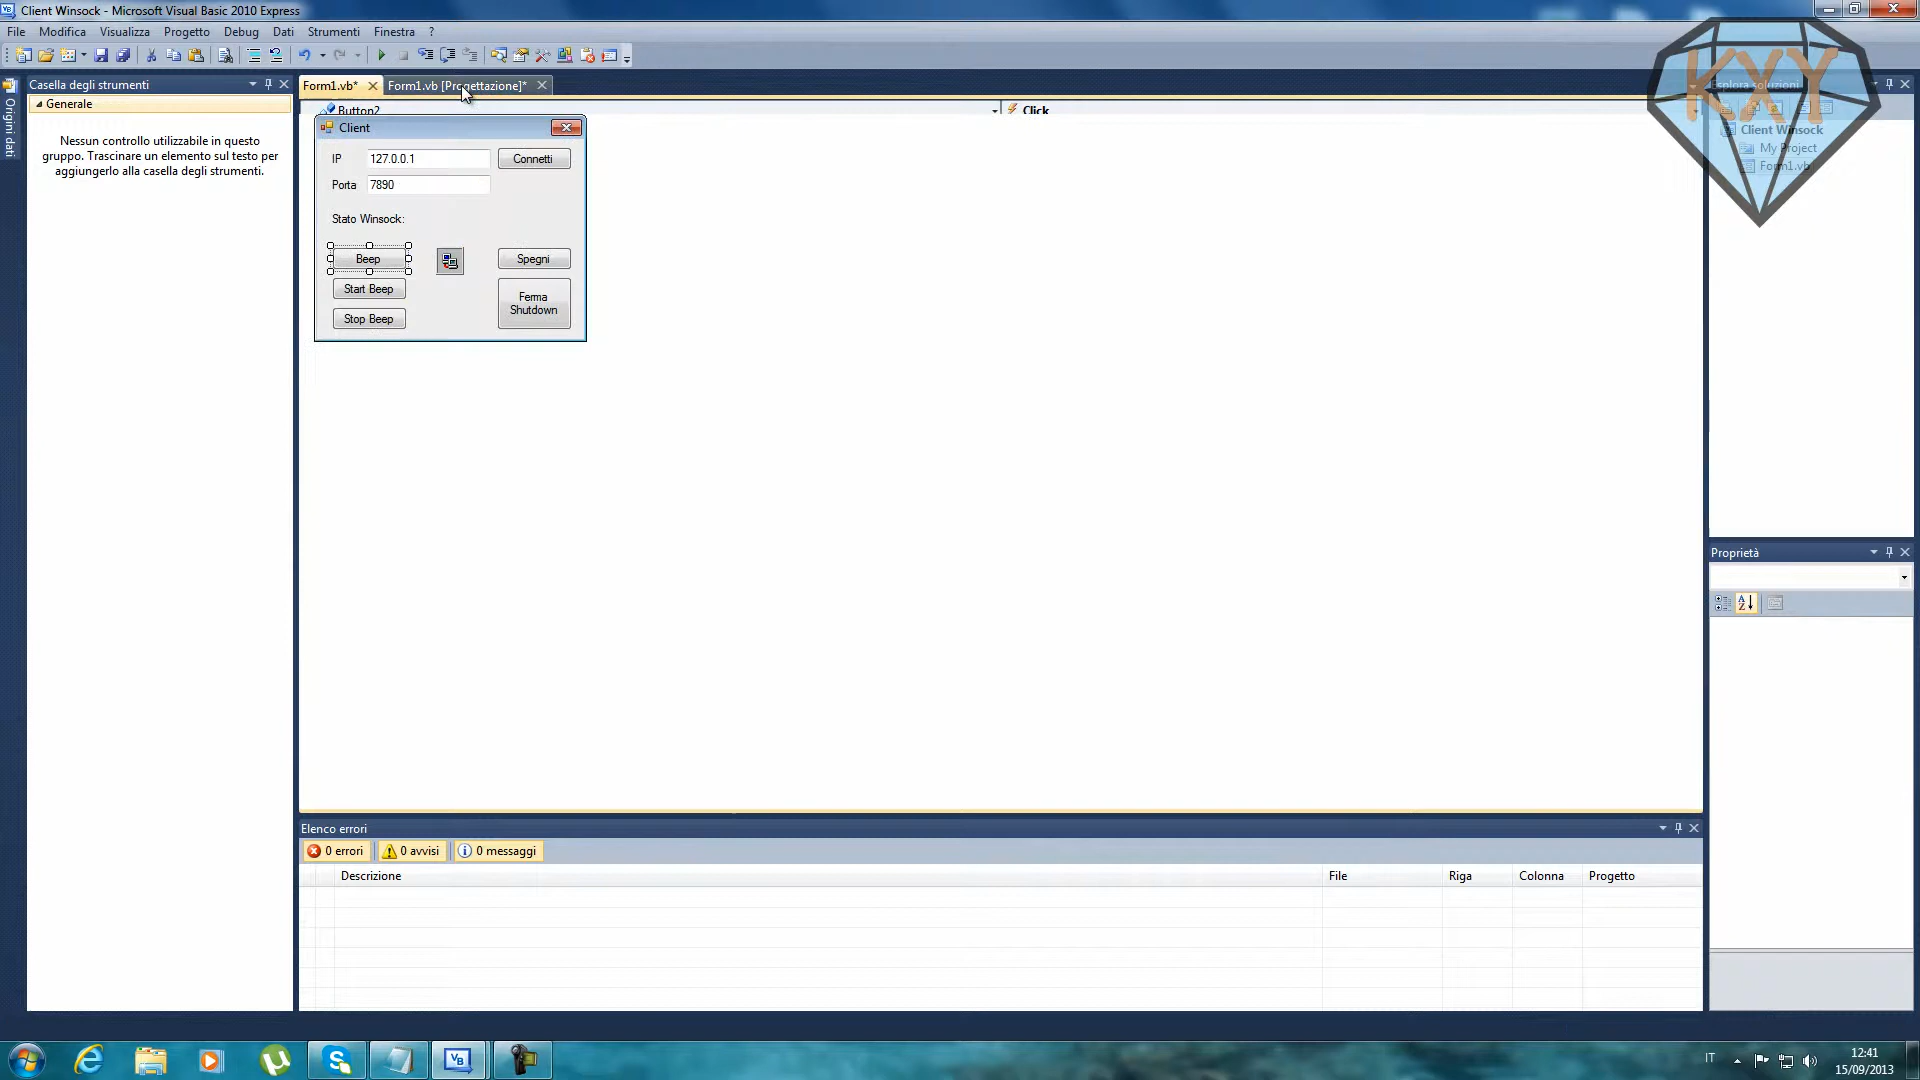 Client Winsock - Microsoft Visual Basic 2010 Express
File Modifica Visualizza Progetto Debug Dati Strumenti Finestra ?
Casella degli strumenti
Form1.vb* Form1.vb [Progettazione]*
Esplora soluzioni
Generale
Button2 Click
Origini dati
Nessun controllo utilizzabile in questo
gruppo. Trascinare un elemento sul testo per
aggiungerlo alla casella degli strumenti.
Client
IP 127.0.0.1 Connetti
Porta 7890
Stato Winsock:
Beep Spegni
Start Beep
Ferma
Shutdown
Stop Beep
KXY
Client Winsock
My Project
Form1.vb
Proprietà
Elenco errori
0 errori 0 avvisi 0 messaggi
Descrizione File Riga Colonna Progetto
IT
12:41
15/09/2013